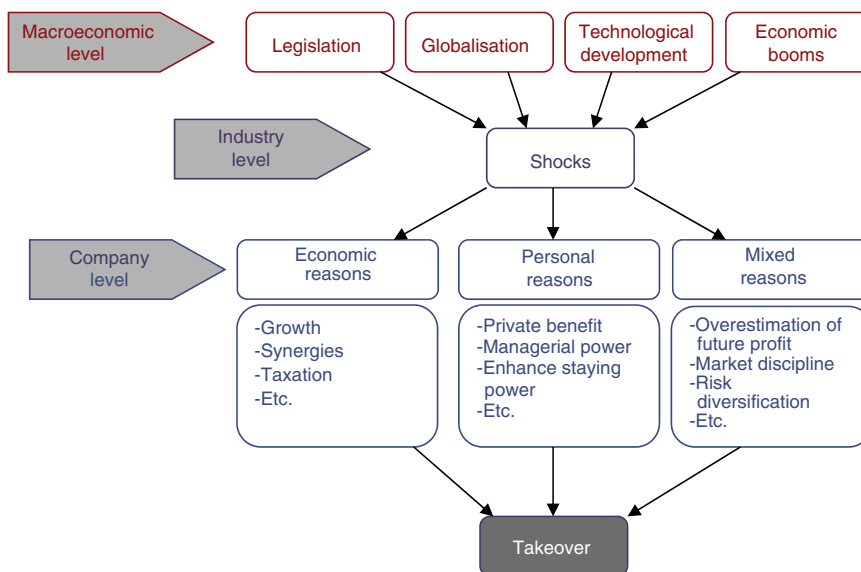 Macroeconomic
level
Legislation
Globalisation
Technological
development
Economic
booms
Industry
level
Shocks
Company
level
Economic
reasons
Personal
reasons
Mixed
reasons
-Growth
-Synergies
-Taxation
-Etc.
-Private benefit
-Managerial power
-Enhance staying
power
-Etc.
-Overestimation of
future profit
-Market discipline
-Risk
diversification
-Etc.
Takeover